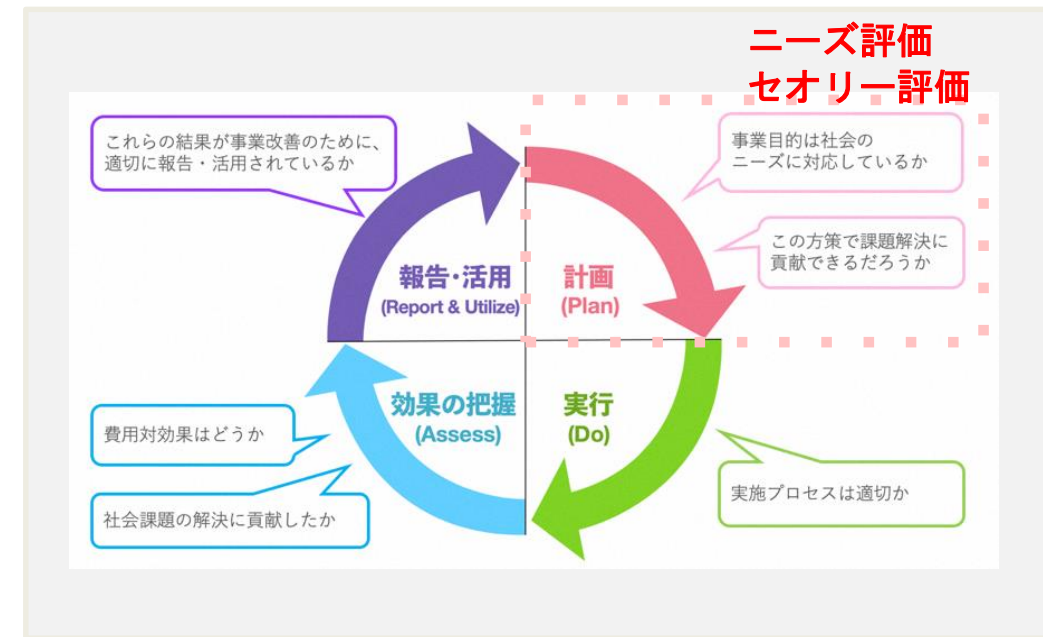 ニーズ評価
セオリー評価
これらの結果が事業改善のために、
適切に報告・活用されているか
事業目的は社会の
ニーズに対応しているか
この方策で課題解決に
貢献できるだろうか
報告・活用
(Report & Utilize)
計画
(Plan)
効果の把握
(Assess)
実行
(Do)
費用対効果はどうか
社会課題の解決に貢献したか
実施プロセスは適切か